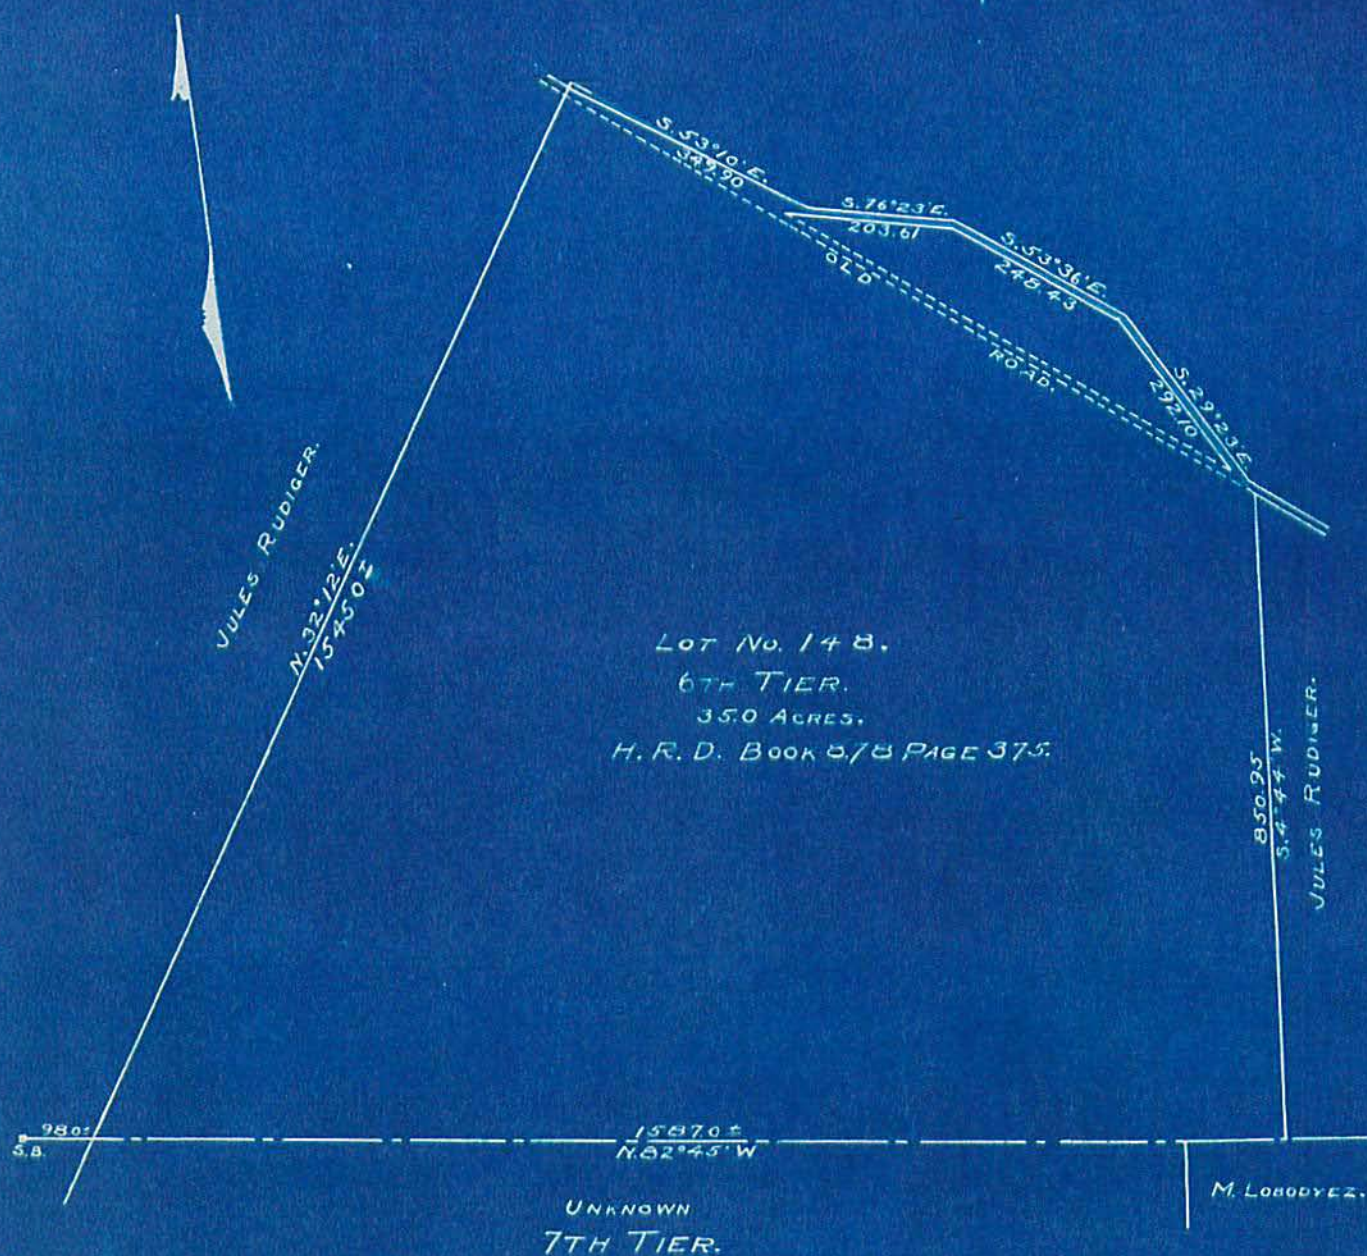 S. 53°10' E.
349.90
S. 76°23' E.
203.61
S. 53°36' E.
248.43
S. 29°23' E.
292.10
OLD
ROAD.
JULES RUDIGER.
N. 32°12' E.
1545.0±
LOT NO. 148.
6TH TIER.
35.0 ACRES.
H. R. D. BOOK PAGE 375.
850.95
S. 4°44' W.
JULES RUDIGER.
S.B.
98.0±
1587.0±
N. 82°45' W
UNKNOWN
7TH TIER.
M. LOBODYEZ.